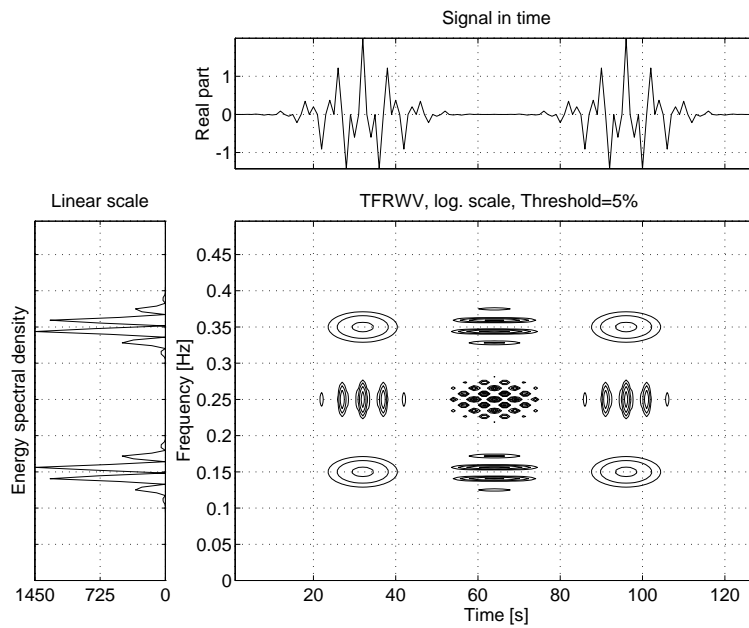 Signal in time
Real part
1
0
-1
Linear scale
TFRWV, log. scale, Threshold=5%
Energy spectral density
Frequency [Hz]
0.45
0.4
0.35
0.3
0.25
0.2
0.15
0.1
0.05
0
1450 725 0
20 40 60 80 100 120
Time [s]